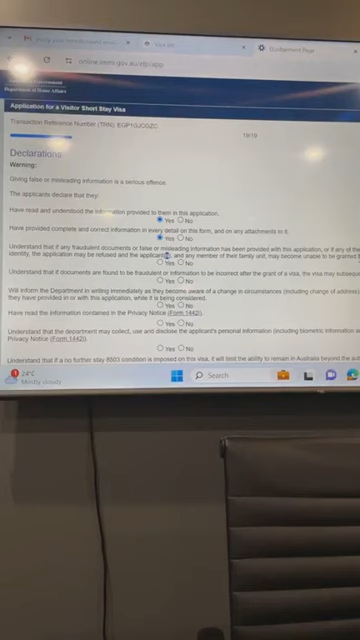 Visa list
online.immi.gov.au/elp/app
Department of Home Affairs
Application for a Visitor Short Stay Visa
Transaction Reference Number (TRN):
19/19
Declarations
Warning:
Giving false or misleading information is a serious offence.
The applicants declare that they:
Have read and understood the information provided to them in this application.
Yes No
Have provided complete and correct information in every detail on this form, and on any attachments to it.
Yes No
Understand that if any fraudulent documents or false or misleading information has been provided with this application, or if any of the
identity, the application may be refused and the applicant(s), and any member of their family unit, may become unable to be granted
Yes No
Understand that if documents are found to be fraudulent or information to be incorrect after the grant of a visa, the visa may
Yes No
Will inform the Department in writing immediately as they become aware of a change in circumstances (including change of address)
they have provided in or with this application, while it is being considered.
Yes No
Have read the information contained in the Privacy Notice (Form 1442i).
Yes No
Understand that the department may collect, use and disclose the applicant's personal information (including biometric information
Privacy Notice (Form 1442i).
Yes No
Understand that if a no further stay 8503 condition is imposed on this visa, it will limit the ability to remain in Australia beyond the
1
24°C
Mostly cloudy
Search